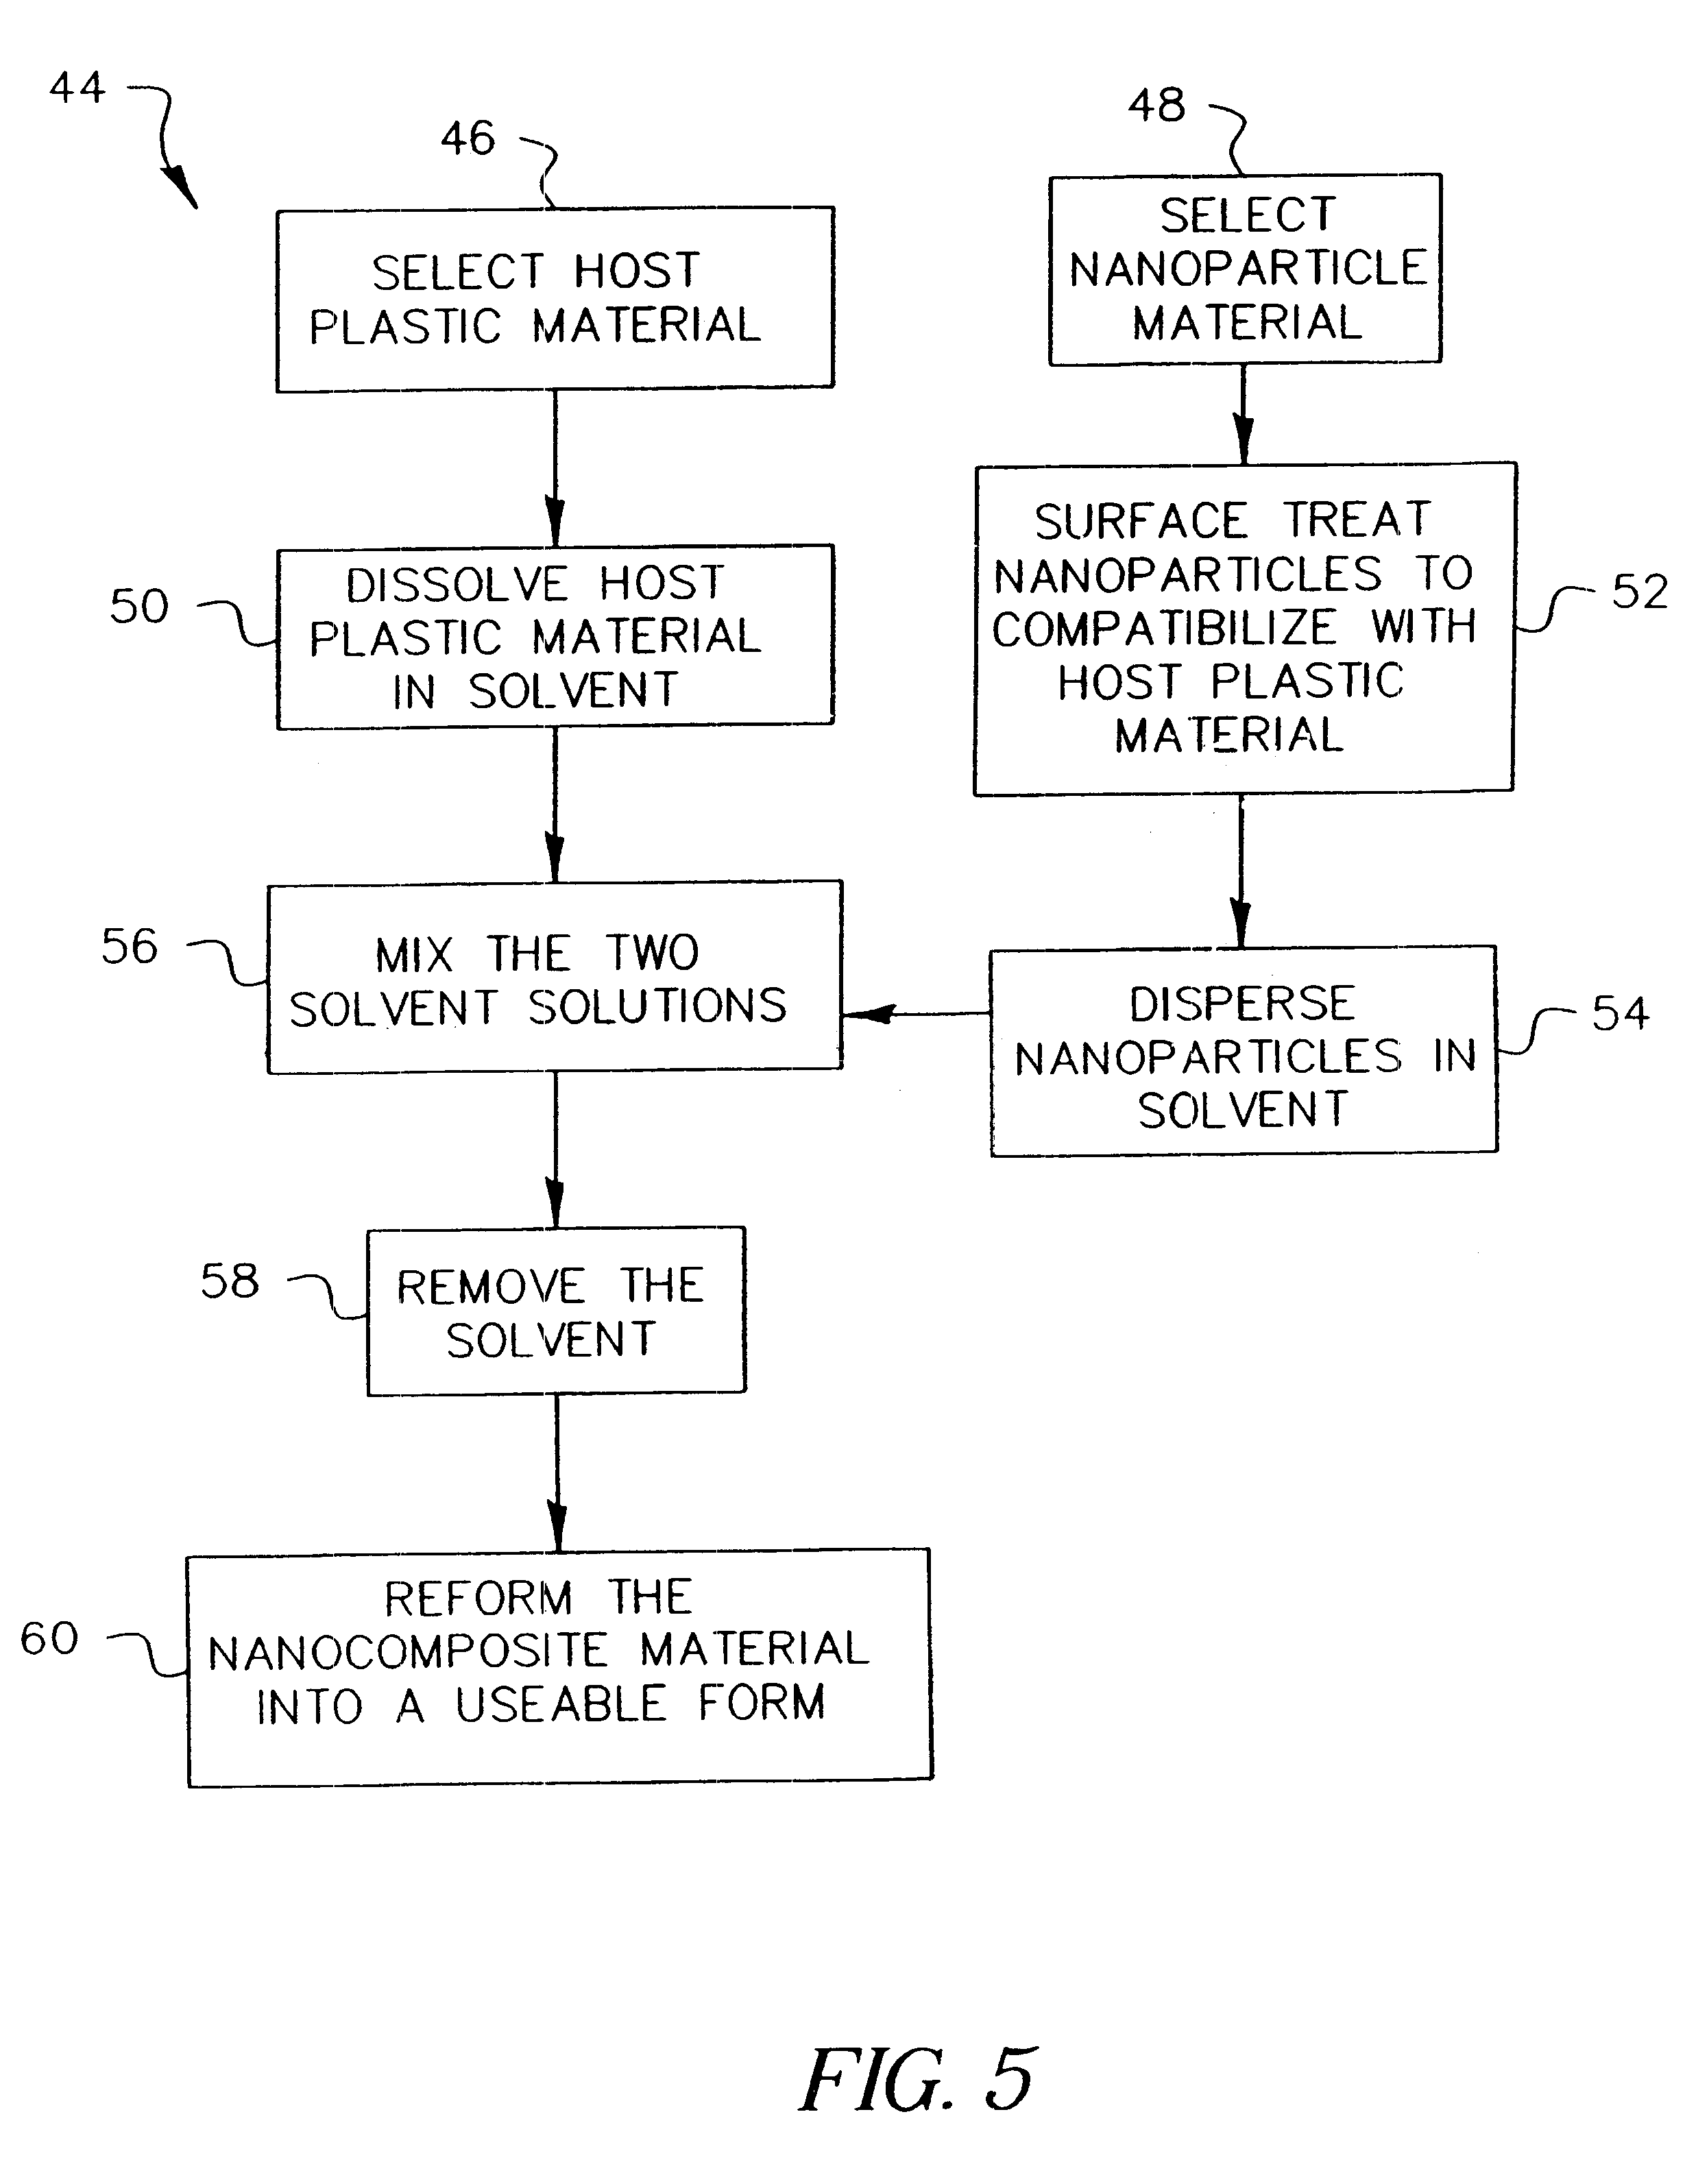 44
46
SELECT HOST
PLASTIC MATERIAL
48
SELECT
NANOPARTICLE
MATERIAL
50
DISSOLVE HOST
PLASTIC MATERIAL
IN SOLVENT
SURFACE TREAT
NANOPARTICLES TO
COMPATIBILIZE WITH
HOST PLASTIC
MATERIAL
52
56
MIX THE TWO
SOLVENT SOLUTIONS
DISPERSE
NANOPARTICLES IN
SOLVENT
54
58
REMOVE THE
SOLVENT
60
REFORM THE
NANOCOMPOSITE MATERIAL
INTO A USEABLE FORM
FIG. 5